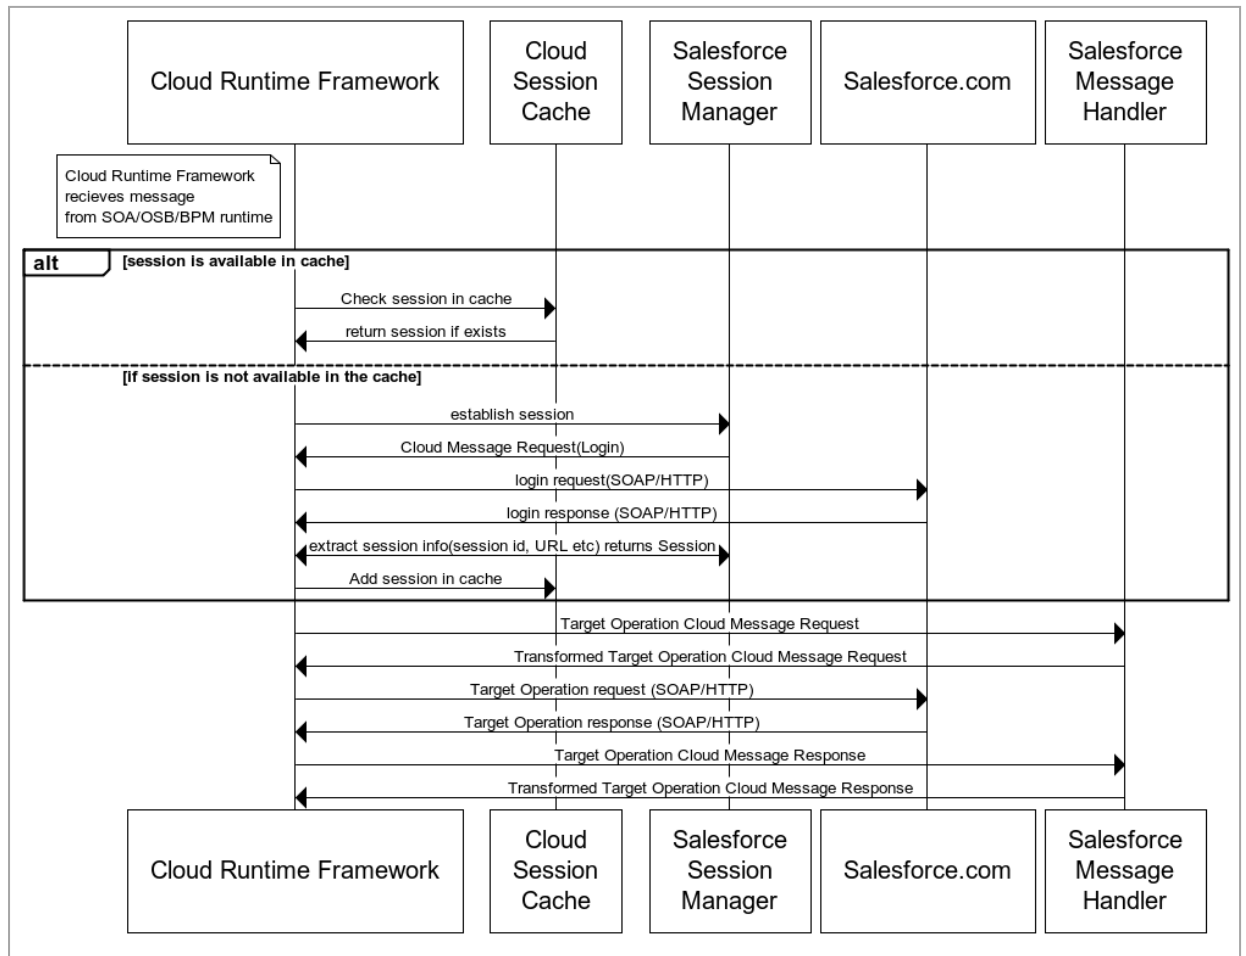 Cloud Runtime Framework
Cloud
Session
Cache
Salesforce
Session
Manager
Salesforce.com
Salesforce
Message
Handler
Cloud Runtime Framework
recieves message
from SOA/OSB/BPM runtime
alt
[session is available in cache]
Check session in cache
return session if exists
[if session is not available in the cache]
establish session
Cloud Message Request(Login)
login request(SOAP/HTTP)
login response (SOAP/HTTP)
extract session info(session id, URL etc) returns Session
Add session in cache
Target Operation Cloud Message Request
Transformed Target Operation Cloud Message Request
Target Operation request (SOAP/HTTP)
Target Operation response (SOAP/HTTP)
Target Operation Cloud Message Response
Transformed Target Operation Cloud Message Response
Cloud Runtime Framework
Cloud
Session
Cache
Salesforce
Session
Manager
Salesforce.com
Salesforce
Message
Handler